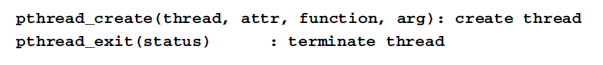 pthread_create(thread, attr, function, arg): create thread
pthread_exit(status)      : terminate thread